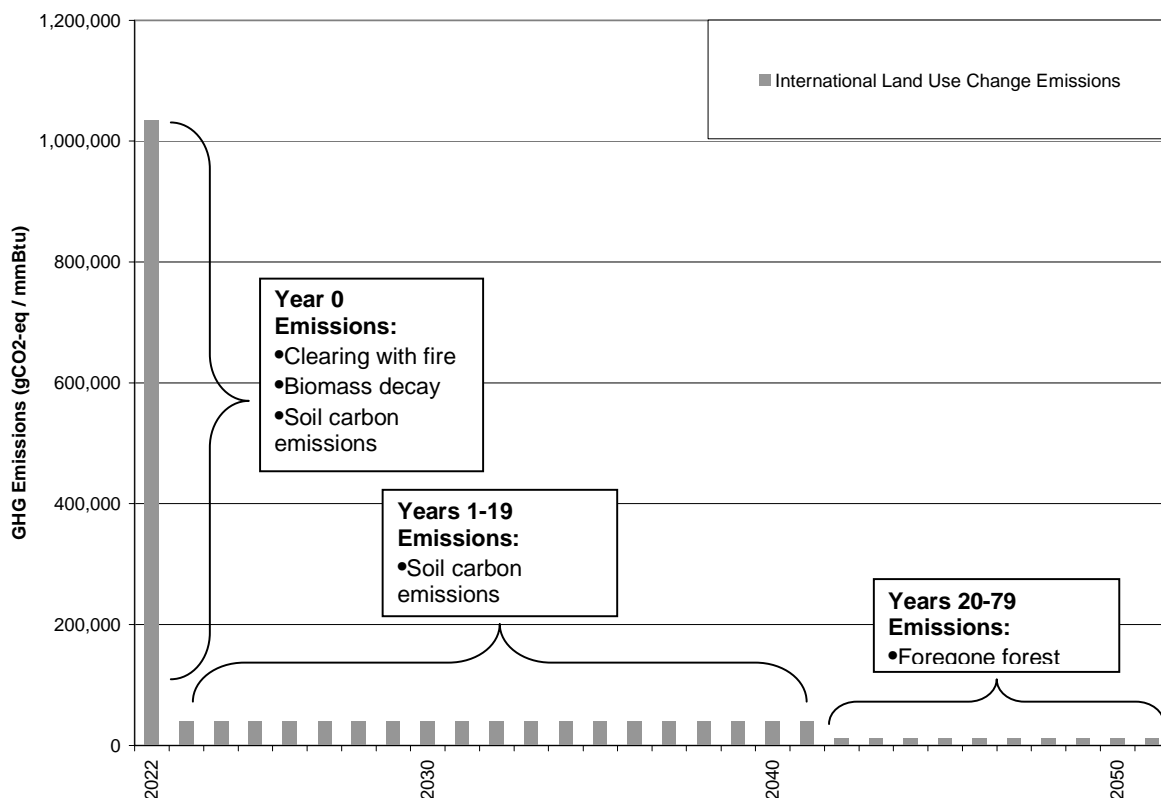 1,200,000
International Land Use Change Emissions
1,000,000
800,000
Year 0
Emissions:
•Clearing with fire
•Biomass decay
•Soil carbon
emissions
GHG Emissions (gCO2-eq / mmBtu)
600,000
400,000
Years 1-19
Emissions:
•Soil carbon
emissions
200,000
Years 20-79
Emissions:
•Foregone forest
0
2022
2030
2040
2050